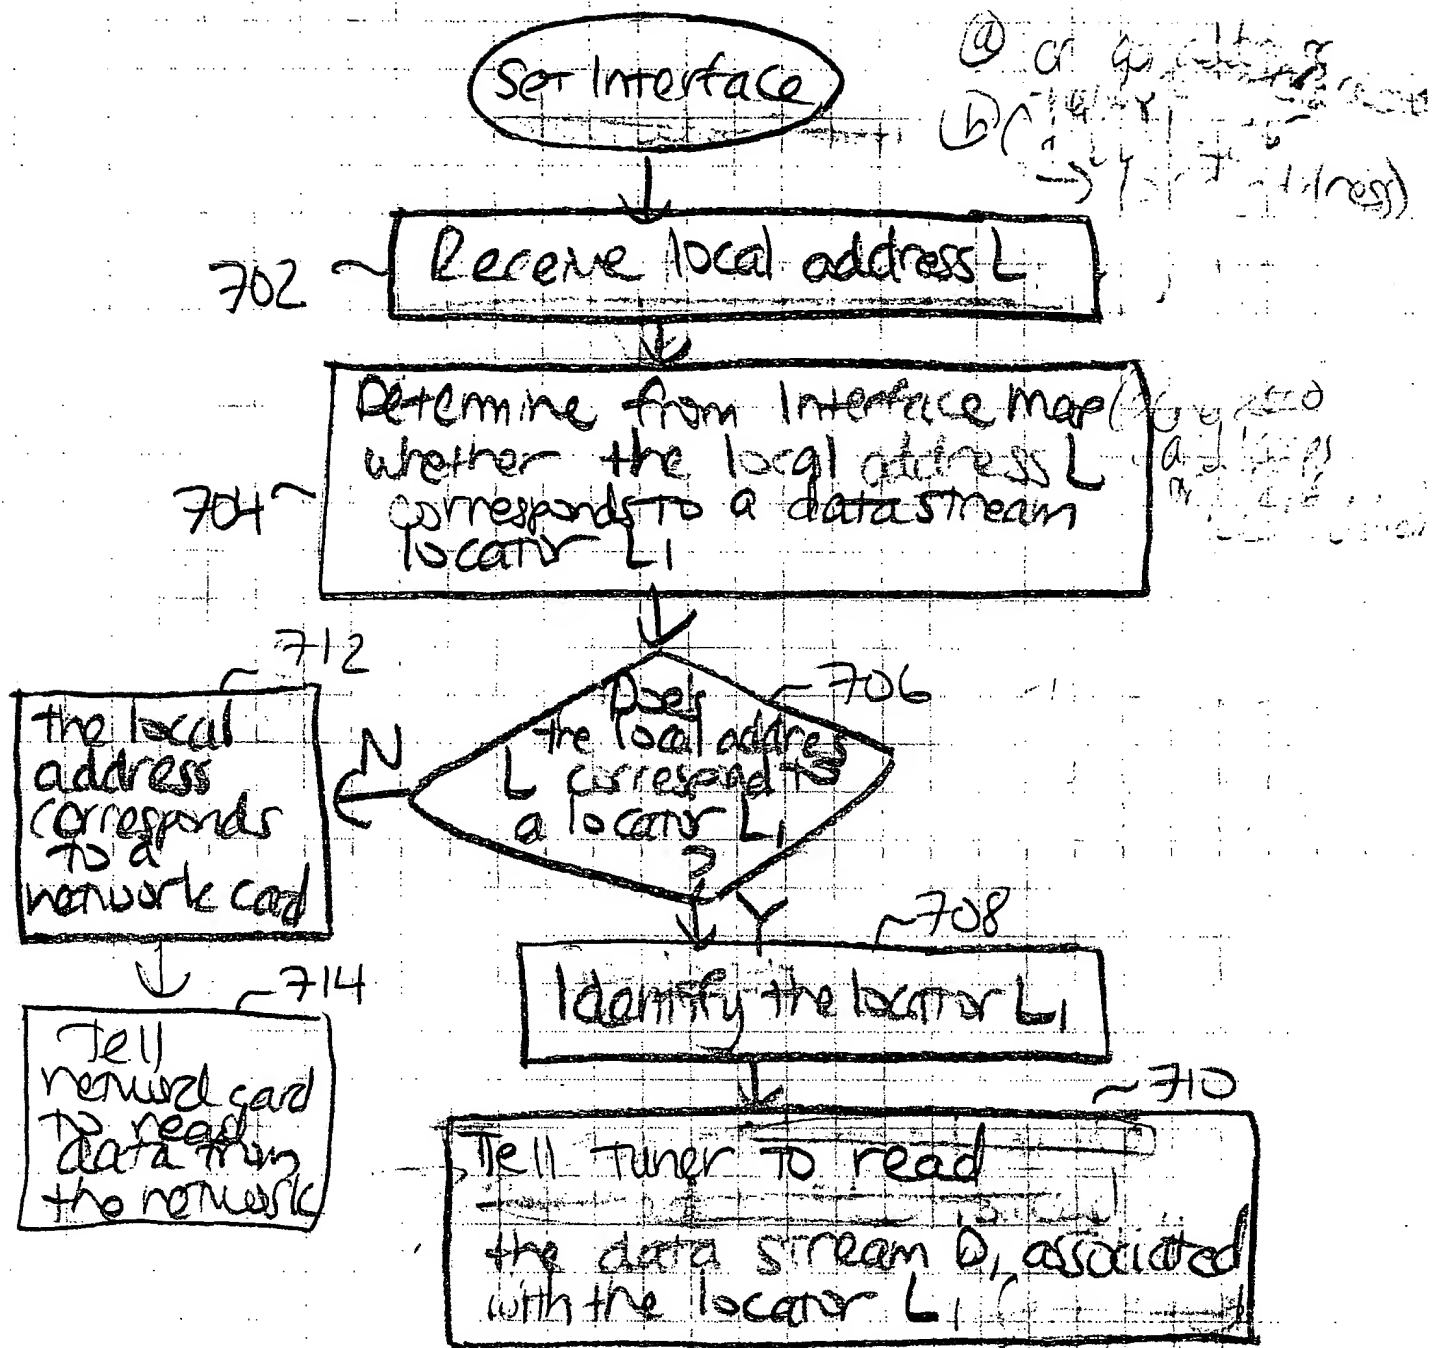 Set Interface
702
Receive local address L
704
Determine from Interface Map
whether the local address L
corresponds to a data stream
locator L1
706
Does
the local address
L correspond to
a locator L1
?
N
Y
712
the local
address
corresponds
to a
network card
714
Tell
network card
to read
data from
the network
708
Identify the locator L1
710
Tell tuner to read
the data stream D1 associated
with the locator L1